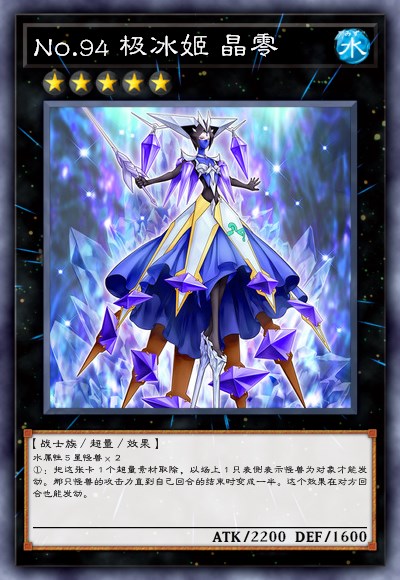 No.94 极冰姬 晶零
水
94
【战士族／超量／效果】
水属性５星怪兽×２
①：把这张卡１个超量素材取除，以场上１只表侧表示怪兽为对象才能发
动。那只怪兽的攻击力直到自己回合的结束时变成一半。这个效果在对方回
合也能发动。
ATK/2200 DEF/1600